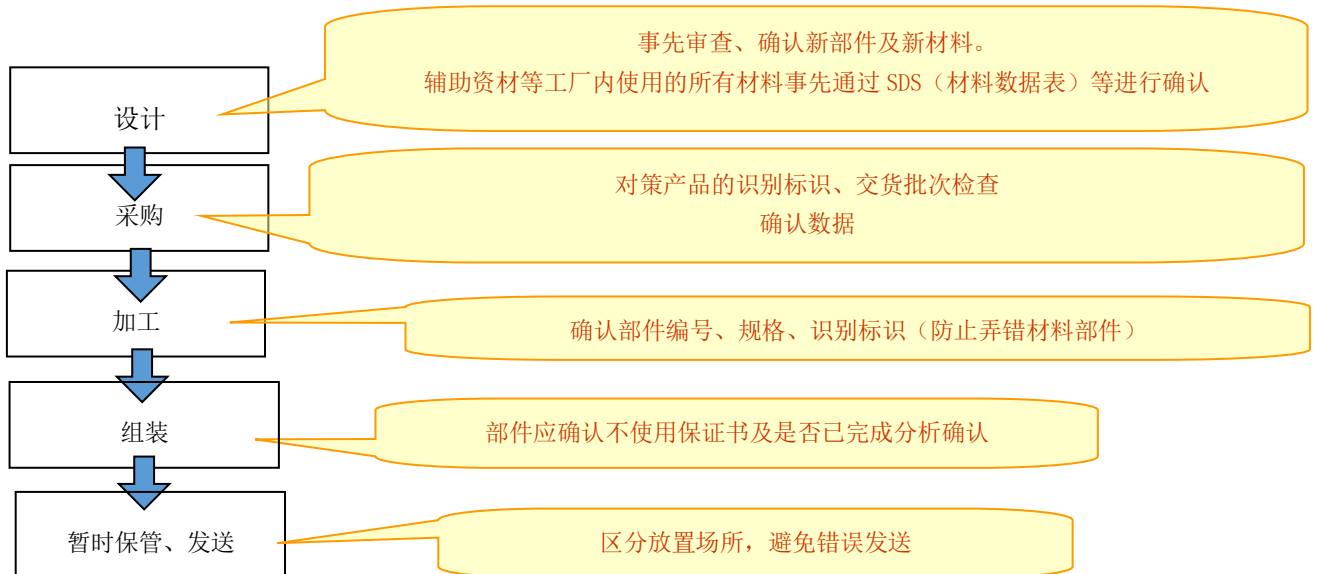 事先审查、确认新部件及新材料。
辅助资材等工厂内使用的所有材料事先通过 SDS（材料数据表）等进行确认
设计
对策产品的识别标识、交货批次检查
确认数据
采购
确认部件编号、规格、识别标识（防止弄错材料部件）
加工
部件应确认不使用保证书及是否已完成分析确认
组装
区分放置场所，避免错误发送
暂时保管、发送